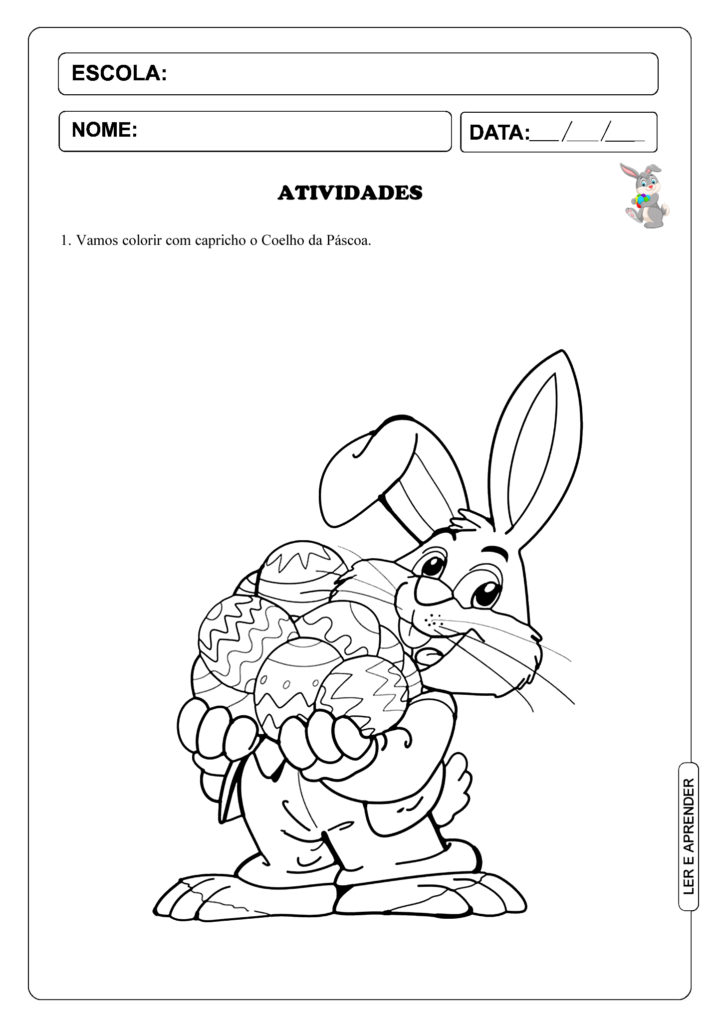 ESCOLA:
NOME:
DATA:___/___/___
ATIVIDADES
1. Vamos colorir com capricho o Coelho da Páscoa.
LER E APRENDER